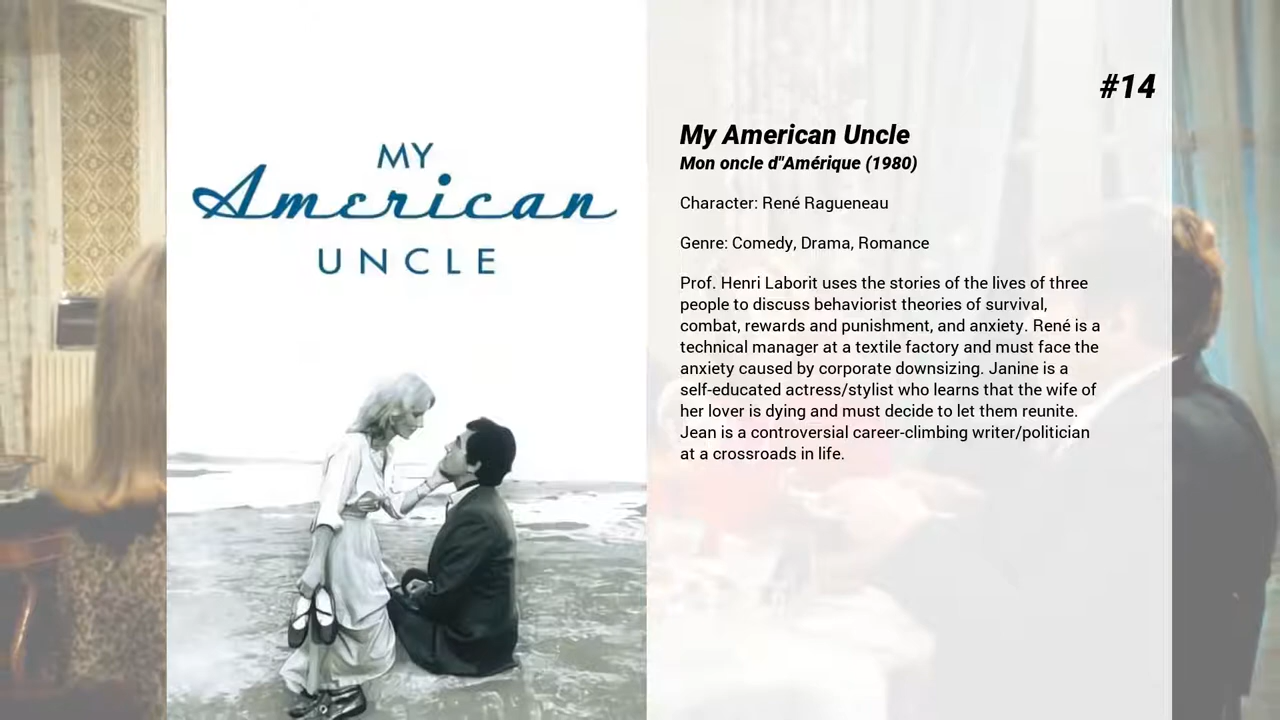 MY
American
UNCLE
#14
My American Uncle
Mon oncle d"Amérique (1980)
Character: René Ragueneau
Genre: Comedy, Drama, Romance
Prof. Henri Laborit uses the stories of the lives of three
people to discuss behaviorist theories of survival,
combat, rewards and punishment, and anxiety. René is a
technical manager at a textile factory and must face the
anxiety caused by corporate downsizing. Janine is a
self-educated actress/stylist who learns that the wife of
her lover is dying and must decide to let them reunite.
Jean is a controversial career-climbing writer/politician
at a crossroads in life.